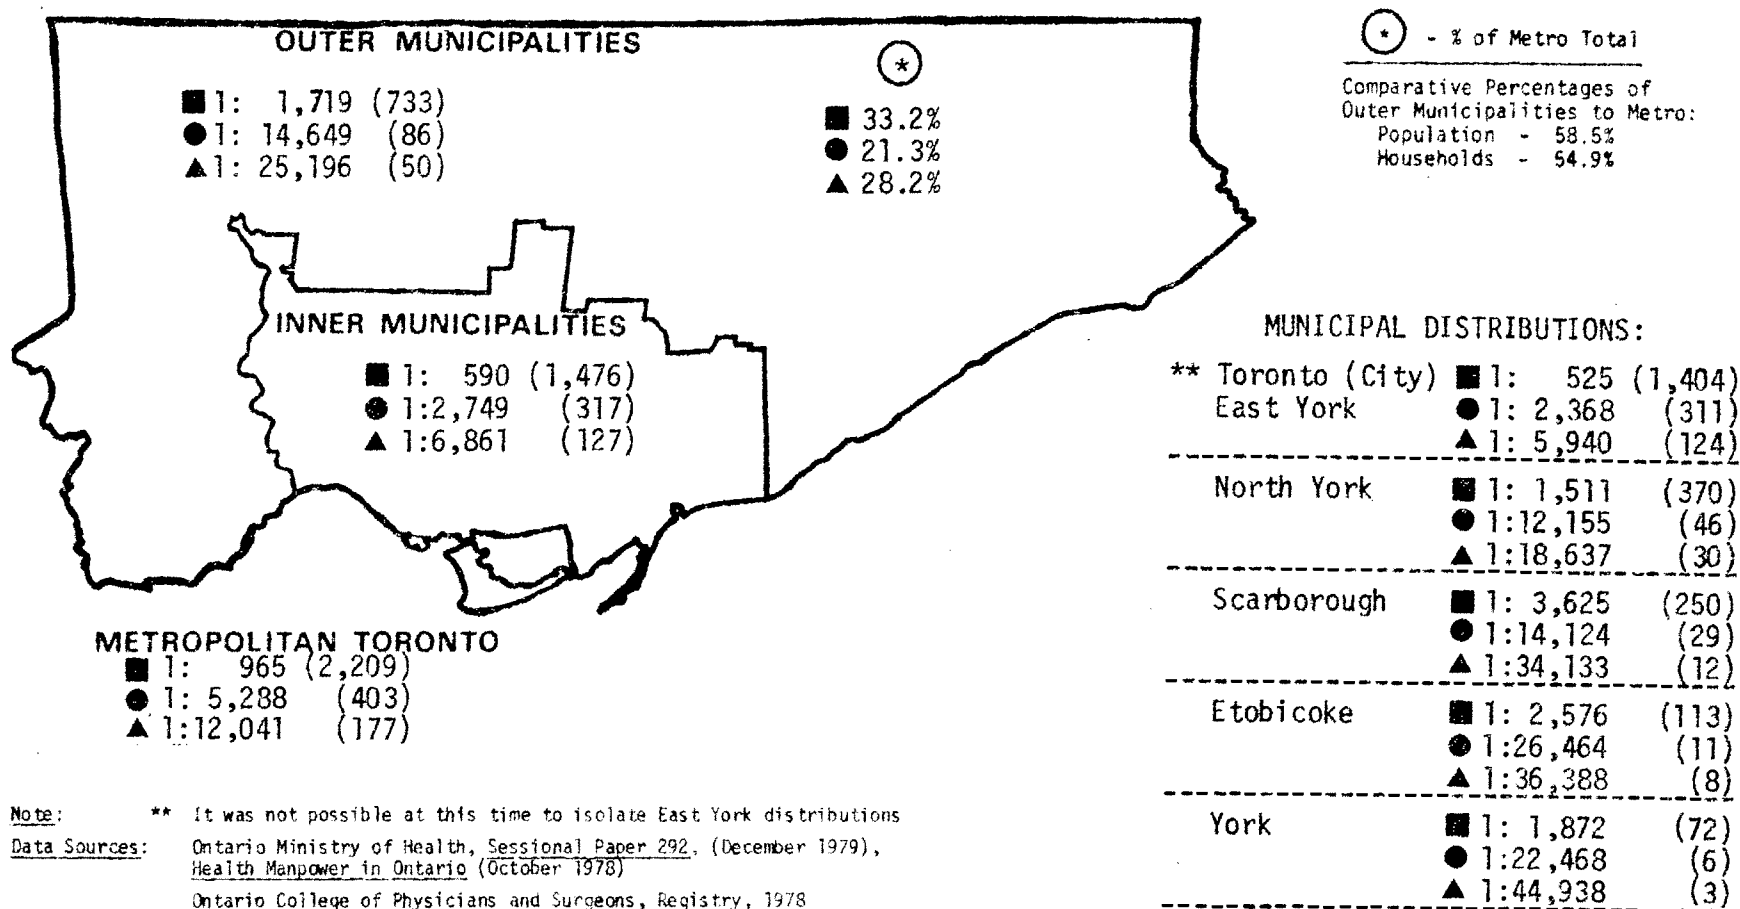 OUTER MUNICIPALITIES
■ 1: 1,719 (733)
● 1: 14,649 (86)
▲ 1: 25,196 (50)
(*)
■ 33.2%
● 21.3%
▲ 28.2%
(*) - % of Metro Total
Comparative Percentages of
Outer Municipalities to Metro:
Population - 58.5%
Households - 54.9%
INNER MUNICIPALITIES
■ 1: 590 (1,476)
● 1:2,749 (317)
▲ 1:6,861 (127)
METROPOLITAN TORONTO
■ 1: 965 (2,209)
● 1: 5,288 (403)
▲ 1:12,041 (177)
MUNICIPAL DISTRIBUTIONS:
** Toronto (City) ■ 1: 525 (1,404)
East York ● 1: 2,368 (311)
▲ 1: 5,940 (124)
North York ■ 1: 1,511 (370)
● 1:12,155 (46)
▲ 1:18,637 (30)
Scarborough ■ 1: 3,625 (250)
● 1:14,124 (29)
▲ 1:34,133 (12)
Etobicoke ■ 1: 2,576 (113)
● 1:26,464 (11)
▲ 1:36,388 (8)
York ■ 1: 1,872 (72)
● 1:22,468 (6)
▲ 1:44,938 (3)
Note: ** It was not possible at this time to isolate East York distributions
Data Sources: Ontario Ministry of Health, Sessional Paper 292, (December 1979),
Health Manpower in Ontario (October 1978)
Ontario College of Physicians and Surgeons, Registry, 1978